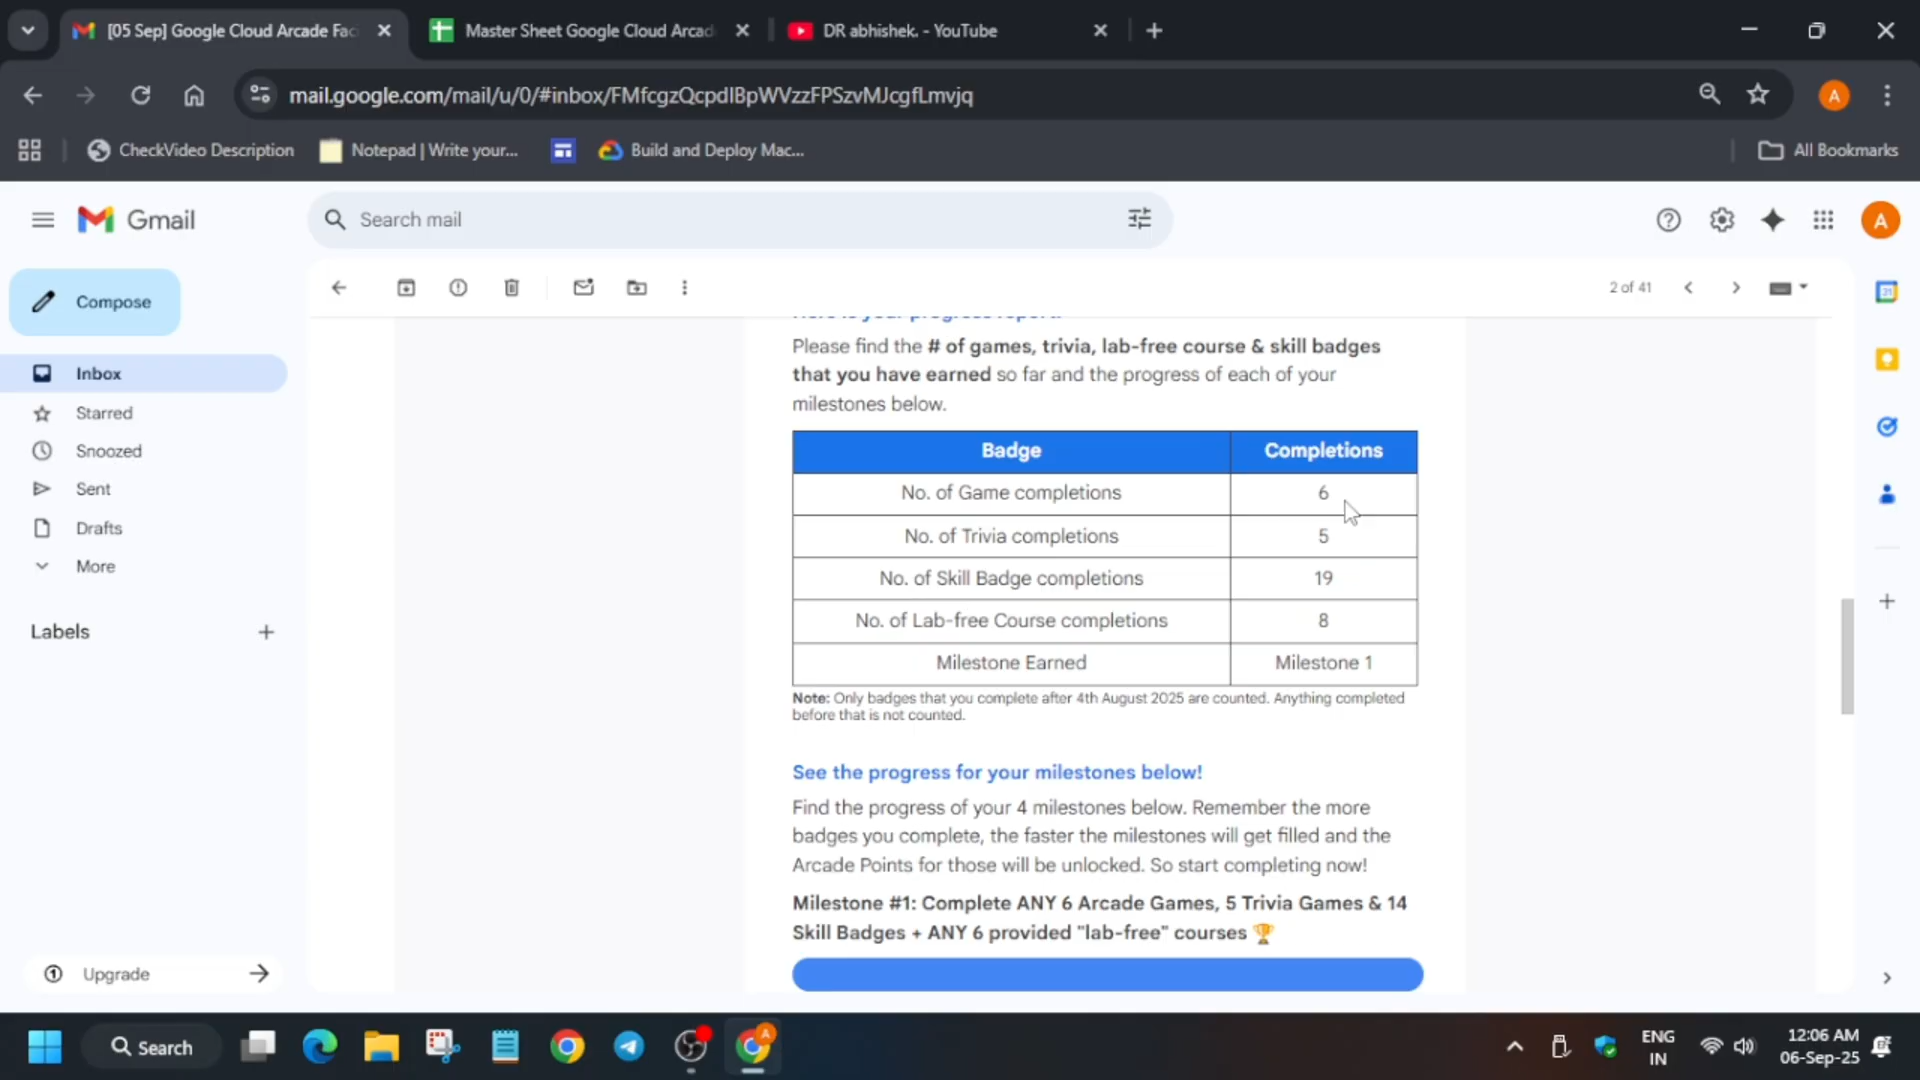 [05 Sep] Google Cloud Arcade Fac
Master Sheet Google Cloud Arcad
DR abhishek. - YouTube
mail.google.com/mail/u/0/#inbox/FMfcgzQcpdlBpWVzzFPSzvMJcgfLmvjq
A
CheckVideo Description
Notepad | Write your...
Build and Deploy Mac...
All Bookmarks
Gmail
Search mail
A
Compose
2 of 41
Inbox
Starred
Snoozed
Sent
Drafts
More
Labels
Upgrade
Here is your progress report!
Please find the # of games, trivia, lab-free course & skill badges
that you have earned so far and the progress of each of your
milestones below.
Badge Completions
No. of Game completions 6
No. of Trivia completions 5
No. of Skill Badge completions 19
No. of Lab-free Course completions 8
Milestone Earned Milestone 1
Note: Only badges that you complete after 4th August 2025 are counted. Anything completed
before that is not counted.
See the progress for your milestones below!
Find the progress of your 4 milestones below. Remember the more
badges you complete, the faster the milestones will get filled and the
Arcade Points for those will be unlocked. So start completing now!
Milestone #1: Complete ANY 6 Arcade Games, 5 Trivia Games & 14
Skill Badges + ANY 6 provided "lab-free" courses 🏆
Search
ENG
IN
12:06 AM
06-Sep-25